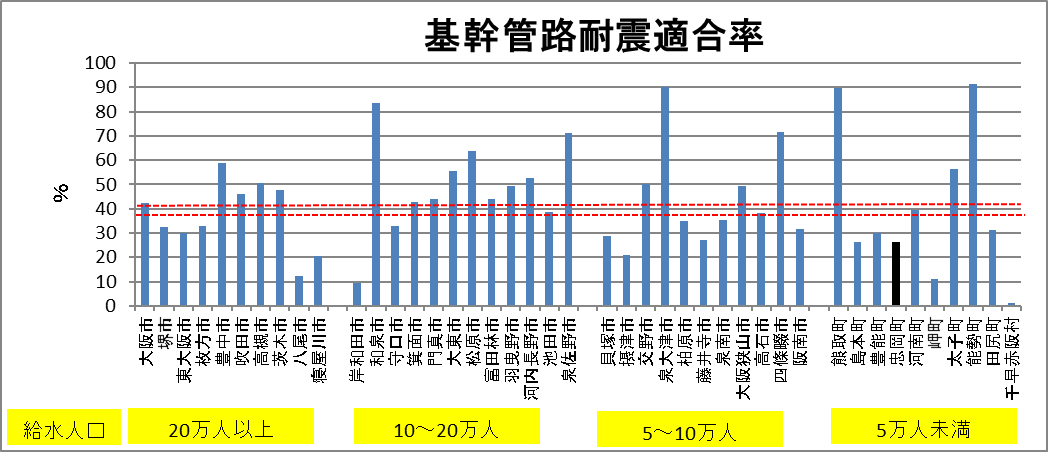 基幹管路耐震適合率
%
100
90
80
70
60
50
40
30
20
10
0
大阪市
堺市
東大阪市
枚方市
豊中市
吹田市
高槻市
茨木市
八尾市
寝屋川市
岸和田市
和泉市
守口市
箕面市
門真市
大東市
松原市
富田林市
羽曳野市
河内長野市
池田市
泉佐野市
貝塚市
摂津市
交野市
泉大津市
柏原市
藤井寺市
泉南市
大阪狭山市
高石市
四條畷市
阪南市
熊取町
島本町
豊能町
忠岡町
河南町
岬町
太子町
能勢町
田尻町
千早赤阪村
給水人口
20万人以上
10～20万人
5～10万人
5万人未満